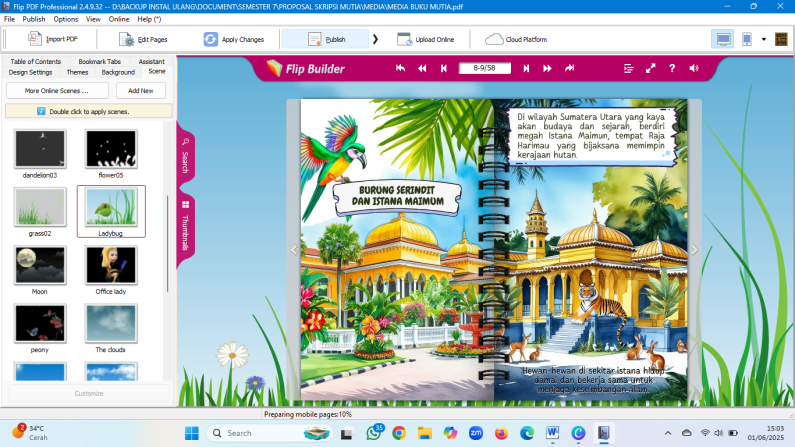 Flip PDF Professional 2.4.9.32 -- D:\BACKUP INSTAL ULANG\DOCUMENT\SEMESTER 7\PROPOSAL SKRIPSI MUTIA\MEDIA\MEDIA BUKU MUTIA.pdf
File Publish Options View Online Help (*)
Import PDF Edit Pages Apply Changes Publish Upload Online Cloud Platform
Table of Contents Bookmark Tabs Assistant
Design Settings Themes Background Scene
More Online Scenes ... Add New
Double click to apply scenes.
dandelion03 flower05
grass02 Ladybug
Moon Office lady
peony The clouds
Customize
Flip Builder
8-9/58
Search
Thumbnails
BURUNG SERINDIT
DAN ISTANA MAIMUM
Di wilayah Sumatera Utara yang kaya
akan budaya dan sejarah, berdiri
megah Istana Maimun, tempat Raja
Harimau yang bijaksana memimpin
kerajaan hutan.
Hewan-hewan di sekitar istana hidup
damai dan bekerja sama untuk
menjaga keseimbangan alam.
Preparing mobile pages:10%
2
34°C
Cerah
Search
35
zm
15:03
01/06/2025